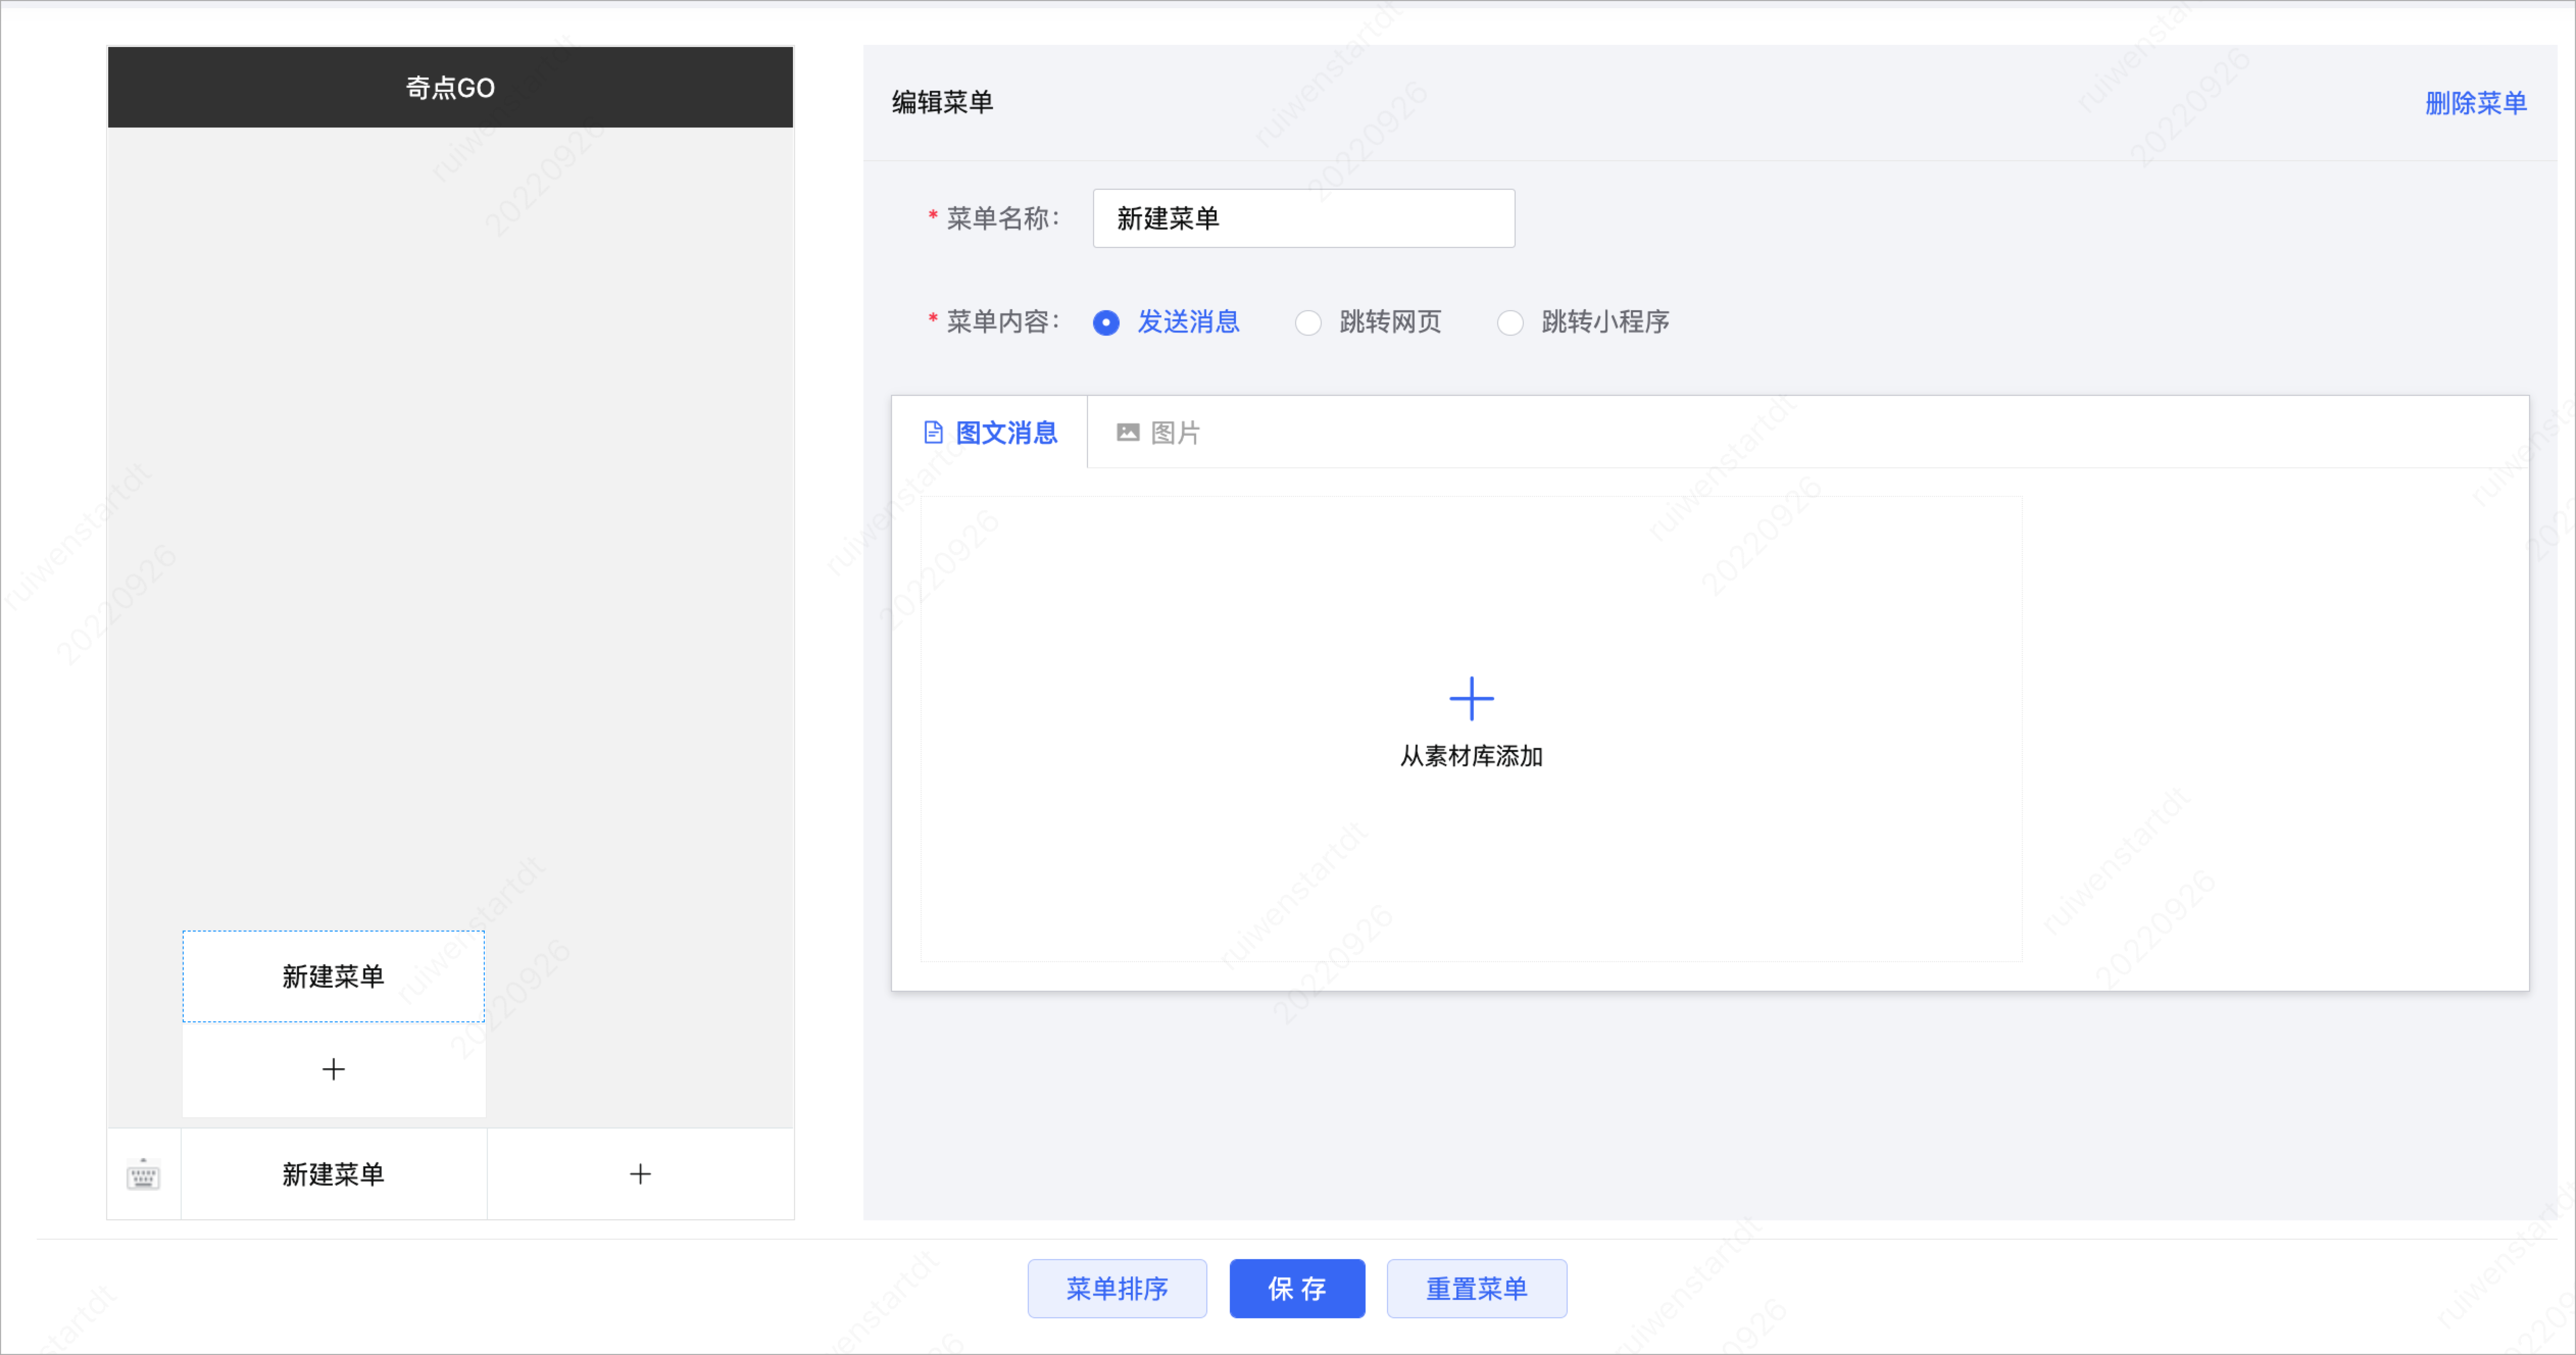 奇点GO
编辑菜单
删除菜单
* 菜单名称：
新建菜单
* 菜单内容：
发送消息
跳转网页
跳转小程序
图文消息
图片
从素材库添加
新建菜单
新建菜单
菜单排序
保 存
重置菜单
ruiwenstartdt
20220926